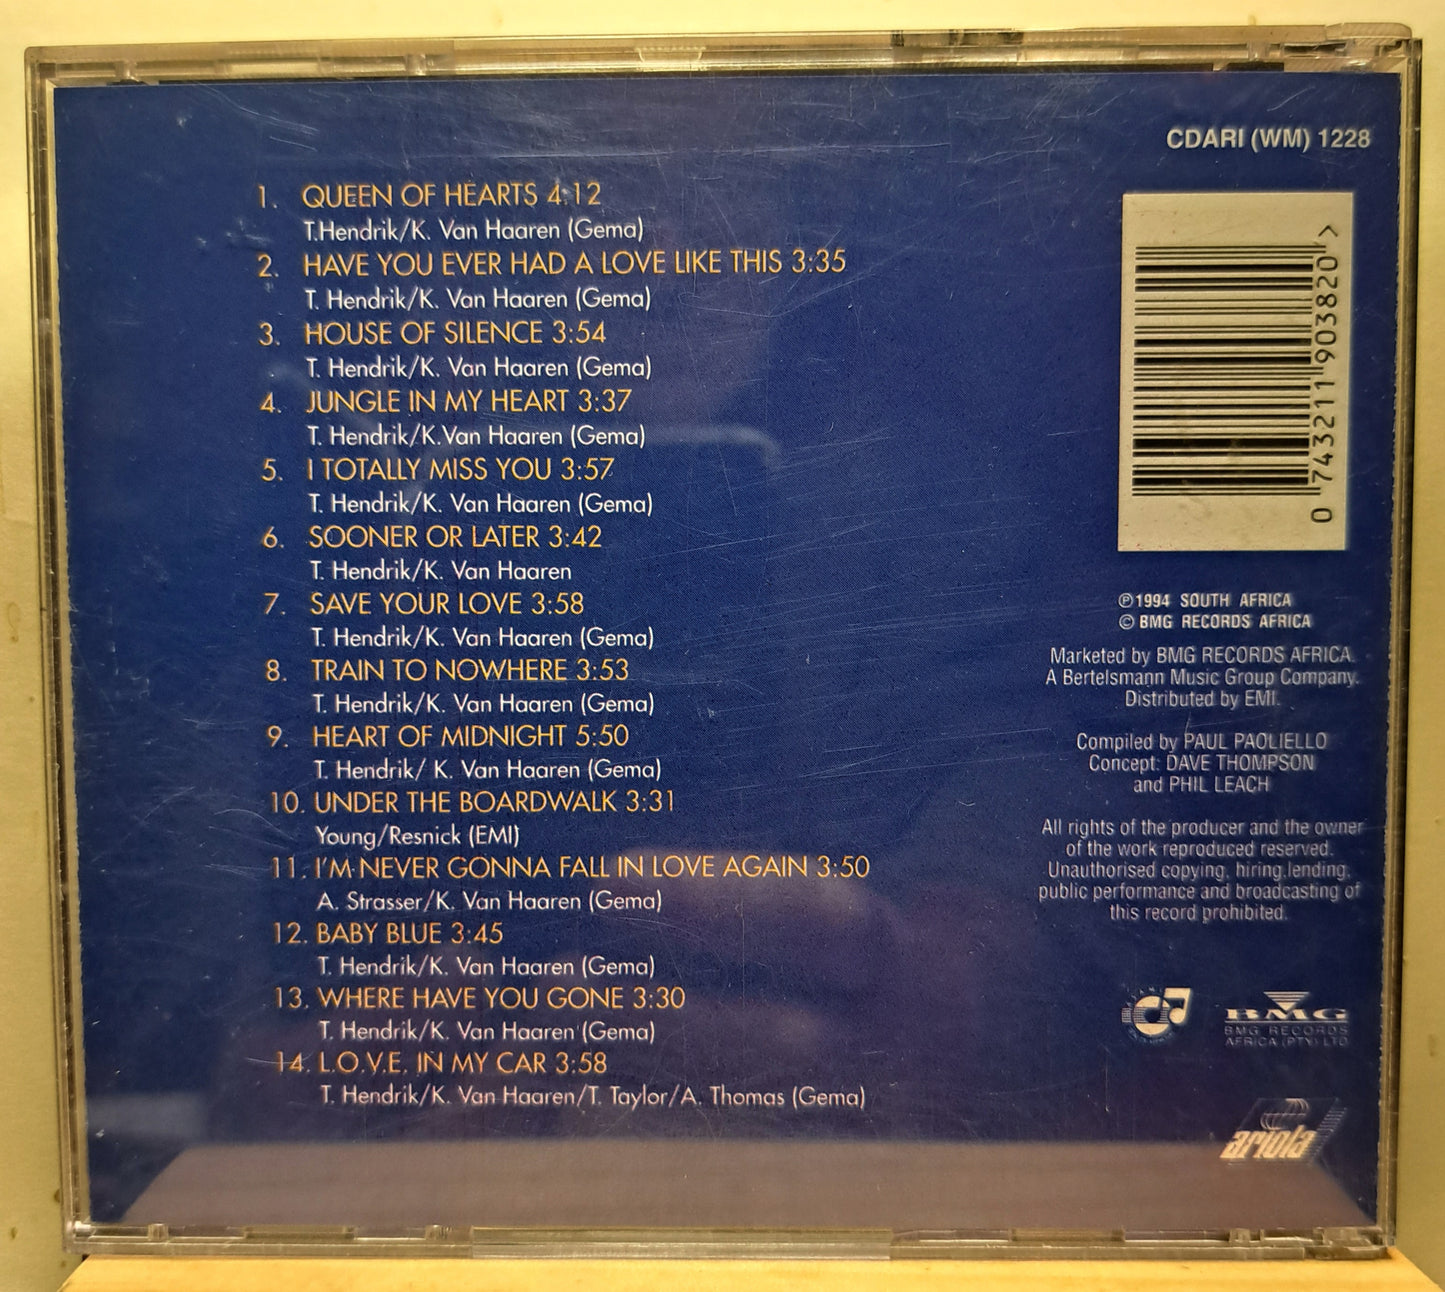 CDARI (WM) 1228
1. QUEEN OF HEARTS 4:12
T.Hendrik/K. Van Haaren (Gema)
2. HAVE YOU EVER HAD A LOVE LIKE THIS 3:35
T. Hendrik/K. Van Haaren (Gema)
3. HOUSE OF SILENCE 3:54
T. Hendrik/K. Van Haaren (Gema)
4. JUNGLE IN MY HEART 3:37
T. Hendrik/K.Van Haaren (Gema)
5. I TOTALLY MISS YOU 3:57
T. Hendrik/K. Van Haaren (Gema)
6. SOONER OR LATER 3:42
T. Hendrik/K. Van Haaren
7. SAVE YOUR LOVE 3:58
T. Hendrik/K. Van Haaren (Gema)
8. TRAIN TO NOWHERE 3:53
T. Hendrik/K. Van Haaren (Gema)
9. HEART OF MIDNIGHT 5:50
T. Hendrik/ K. Van Haaren (Gema)
10. UNDER THE BOARDWALK 3:31
Young/Resnick (EMI)
11. I'M NEVER GONNA FALL IN LOVE AGAIN 3:50
A. Strasser/K. Van Haaren (Gema)
12. BABY BLUE 3:45
T. Hendrik/K. Van Haaren (Gema)
13. WHERE HAVE YOU GONE 3:30
T. Hendrik/K. Van Haaren (Gema)
14. L.O.V.E. IN MY CAR 3:58
T. Hendrik/K. Van Haaren/T. Taylor/A. Thomas (Gema)
0 743211 903820 >
℗1994 SOUTH AFRICA
© BMG RECORDS AFRICA
Marketed by BMG RECORDS AFRICA.
A Bertelsmann Music Group Company.
Distributed by EMI.
Compiled by PAUL PAOLIELLO
Concept: DAVE THOMPSON
and PHIL LEACH
All rights of the producer and the owner
of the work reproduced reserved.
Unauthorised copying, hiring,lending,
public performance and broadcasting of
this record prohibited.
BMG
BMG RECORDS
AFRICA (PTY) LTD
ariola